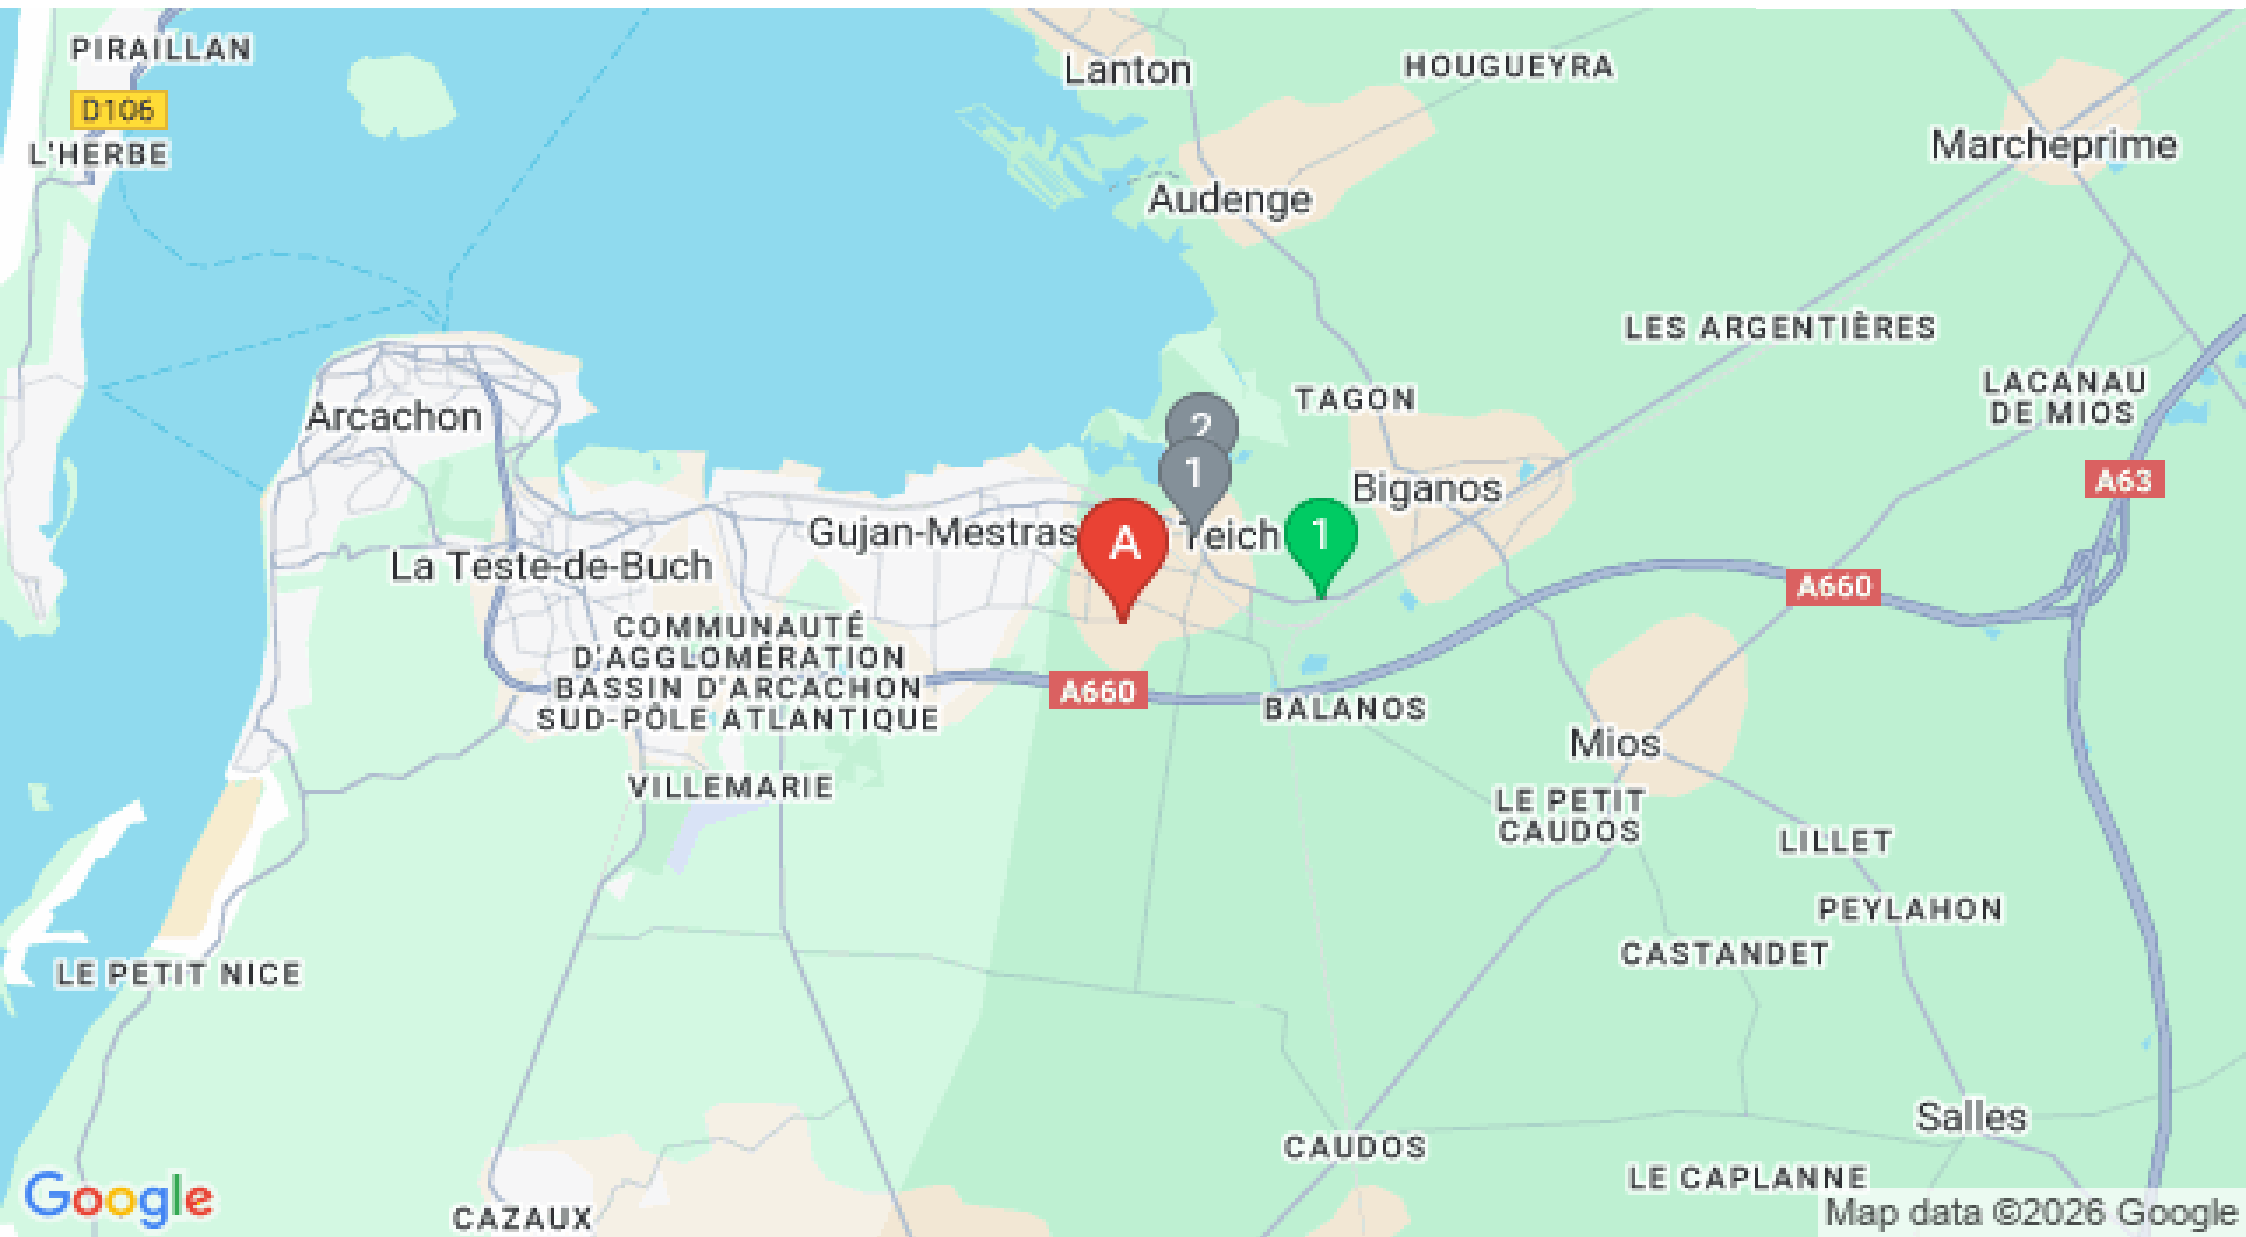 PIRAILLAN
D106
L'HERBE
Lanton
HOUGUEYRA
Marcheprime
Audenge
LES ARGENTIÈRES
TAGON
LACANAU
DE MIOS
Arcachon
2
1
A63
Biganos
Gujan-Mestras
A
Teich
1
La Teste-de-Buch
A660
COMMUNAUTÉ
D'AGGLOMÉRATION
BASSIN D'ARCACHON
SUD-PÔLE ATLANTIQUE
A660
BALANOS
Mios
VILLEMARIE
LE PETIT
CAUDOS
LILLET
PEYLAHON
CASTANDET
LE PETIT NICE
Salles
CAUDOS
LE CAPLANNE
Google
CAZAUX
Map data ©2026 Google